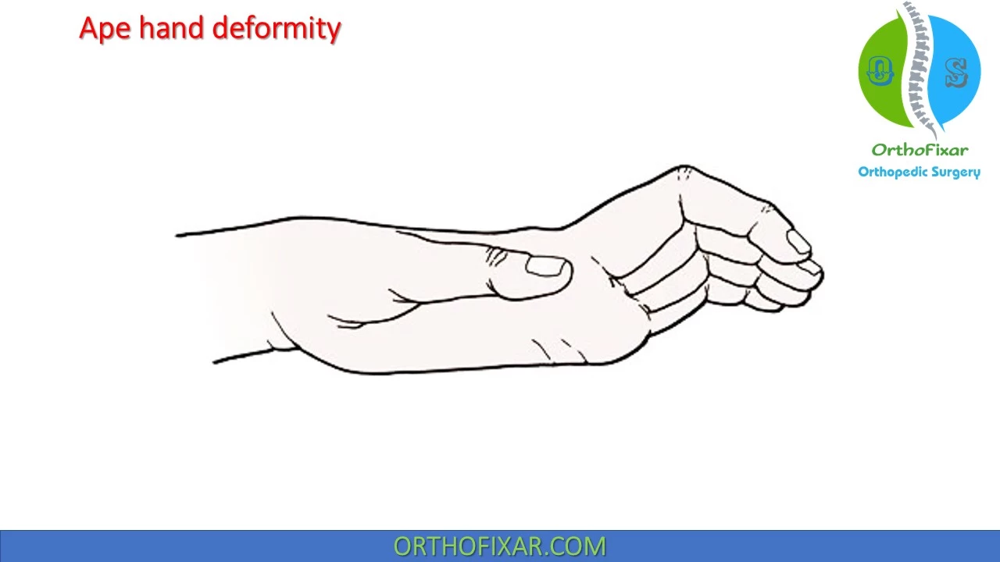 Ape hand deformity
O S
OrthoFixar
Orthopedic Surgery
ORTHOFIXAR.COM